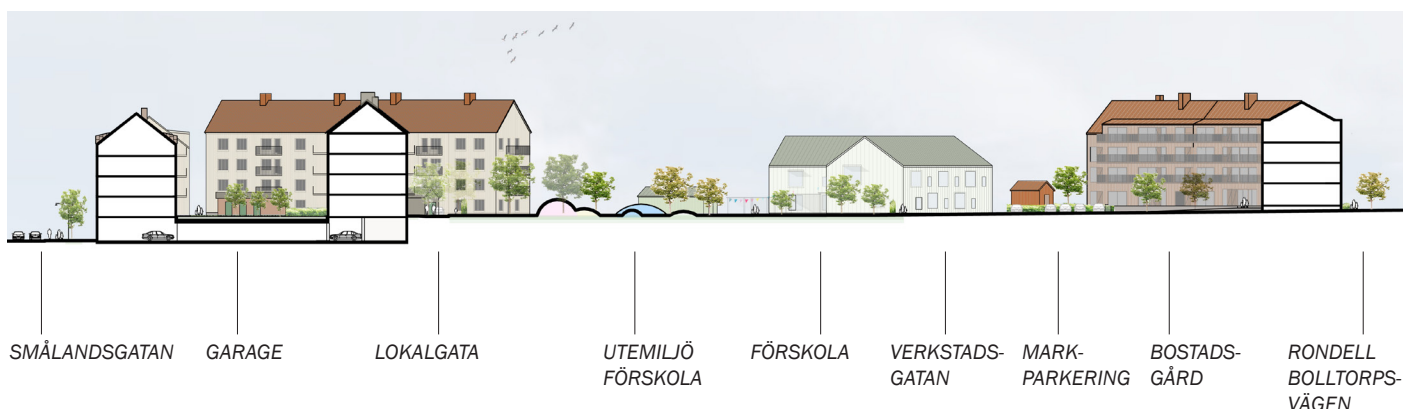 SMÅLANDSGATAN
GARAGE
LOKALGATA
UTEMILJÖ
FÖRSKOLA
FÖRSKOLA
VERKSTADS-
GATAN
MARK-
PARKERING
BOSTADS-
GÅRD
RONDELL
BOLLTORPS-
VÄGEN